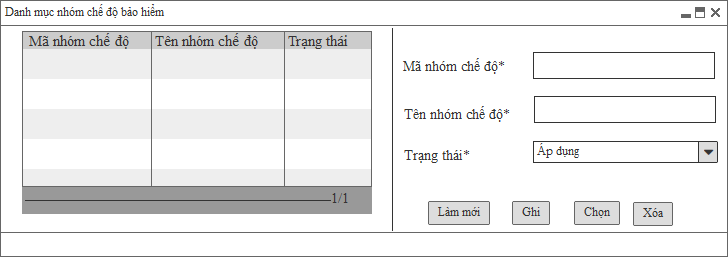 Danh mục nhóm chế độ bảo hiểm
Mã nhóm chế độ Tên nhóm chế độ Trạng thái
1/1
Mã nhóm chế độ*
Tên nhóm chế độ*
Trạng thái* Áp dụng
Làm mới Ghi Chọn Xóa